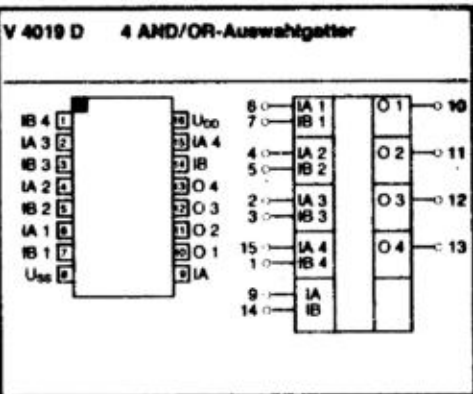 V 4019 D 4 AND/OR-Auswahlgatter
IB 4 1 16 U_DD
IA 3 2 15 IA 4
IB 3 3 14 IB
IA 2 4 13 O 4
IB 2 5 12 O 3
IA 1 6 11 O 2
IB 1 7 10 O 1
U_SS 8 9 IA
6 IA 1 O 1 10
7 IB 1
4 IA 2 O 2 11
5 IB 2
2 IA 3 O 3 12
3 IB 3
15 IA 4 O 4 13
1 IB 4
9 IA
14 IB